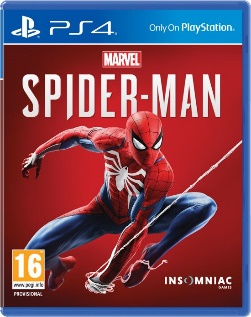 PS4
Only On PlayStation®
MARVEL
SPIDER-MAN
16
www.pegi.info
PROVISIONAL
INSOMNIAC
GAMES